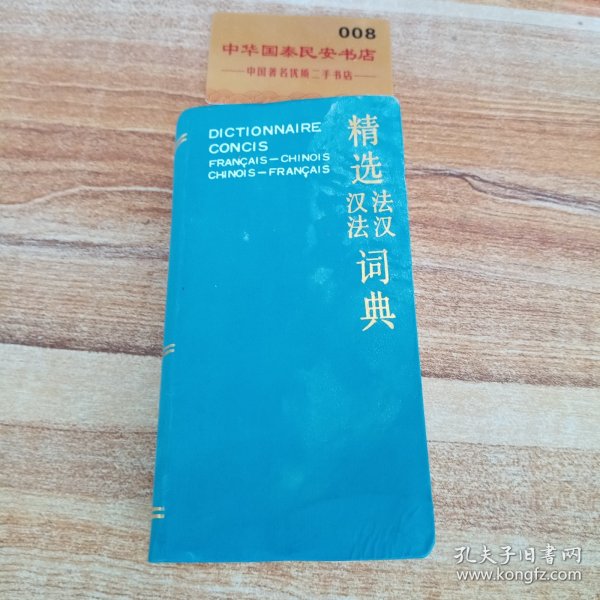 008
中华国泰民安书店
中国著名优质二手书店
DICTIONNAIRE
CONCIS
FRANÇAIS-CHINOIS
CHINOIS-FRANÇAIS
精选
法汉
汉法
词典
孔夫子旧书网
www.kongfz.com